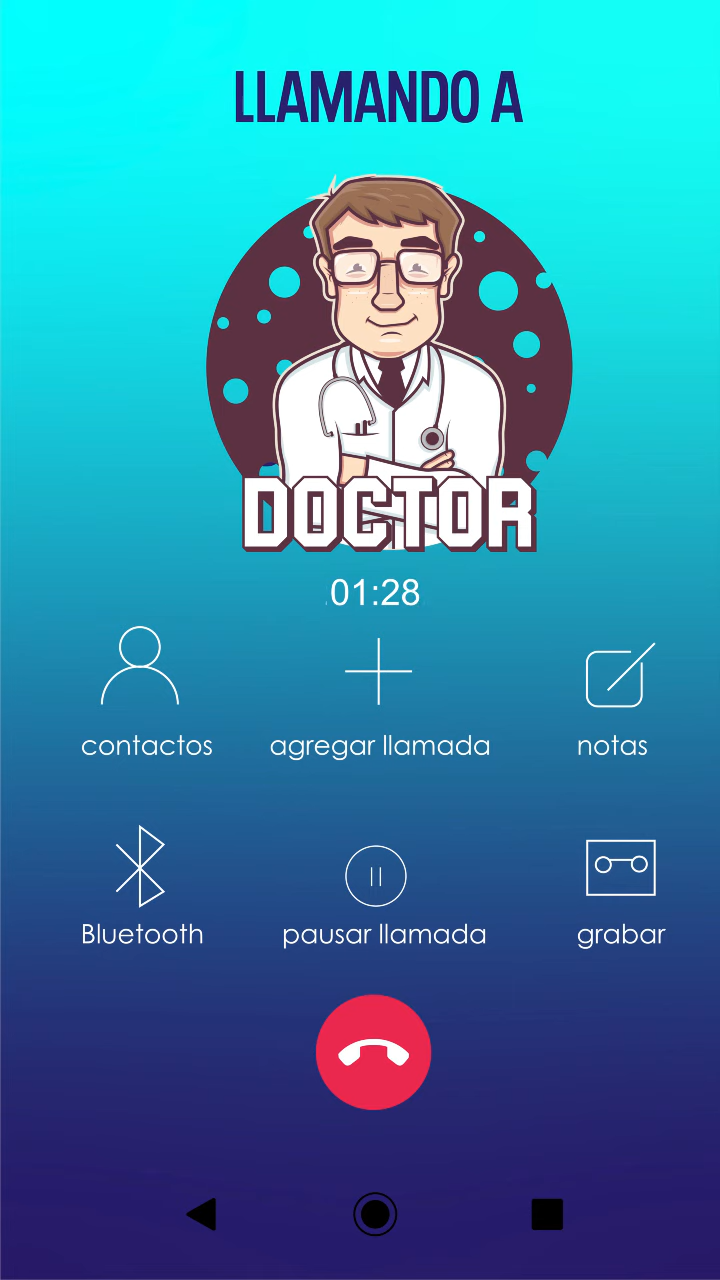 LLAMANDO A
DOCTOR
01:28
contactos
agregar llamada
notas
Bluetooth
pausar llamada
grabar